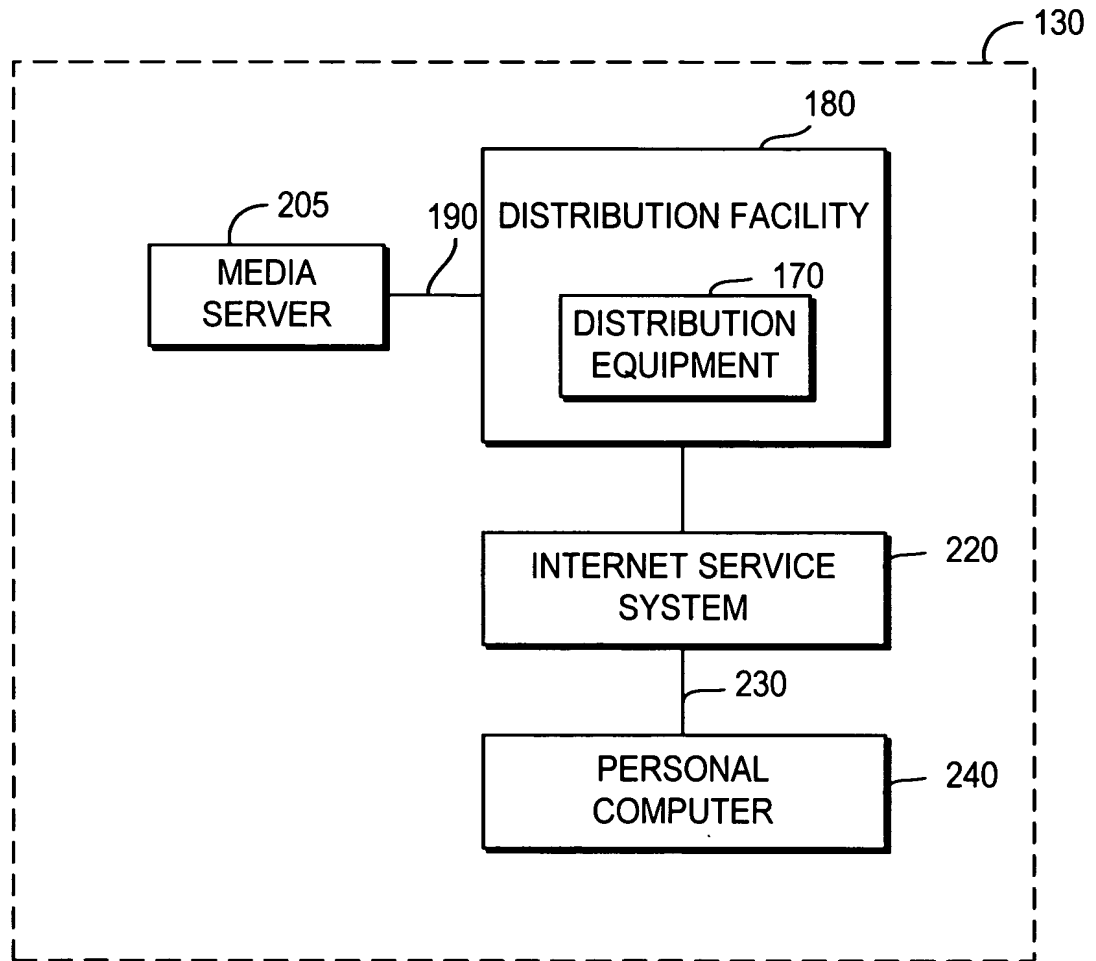 130
180
DISTRIBUTION FACILITY
205
190
MEDIA
SERVER
170
DISTRIBUTION
EQUIPMENT
INTERNET SERVICE
SYSTEM
220
230
PERSONAL
COMPUTER
240